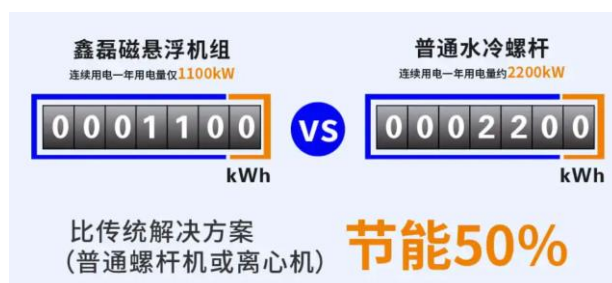 鑫磊磁悬浮机组
连续用电一年用电量仅1100kW
0001100
kWh
VS
普通水冷螺杆
连续用电一年用电量约2200kW
0002200
kWh
比传统解决方案
(普通螺杆机或离心机)
节能50%